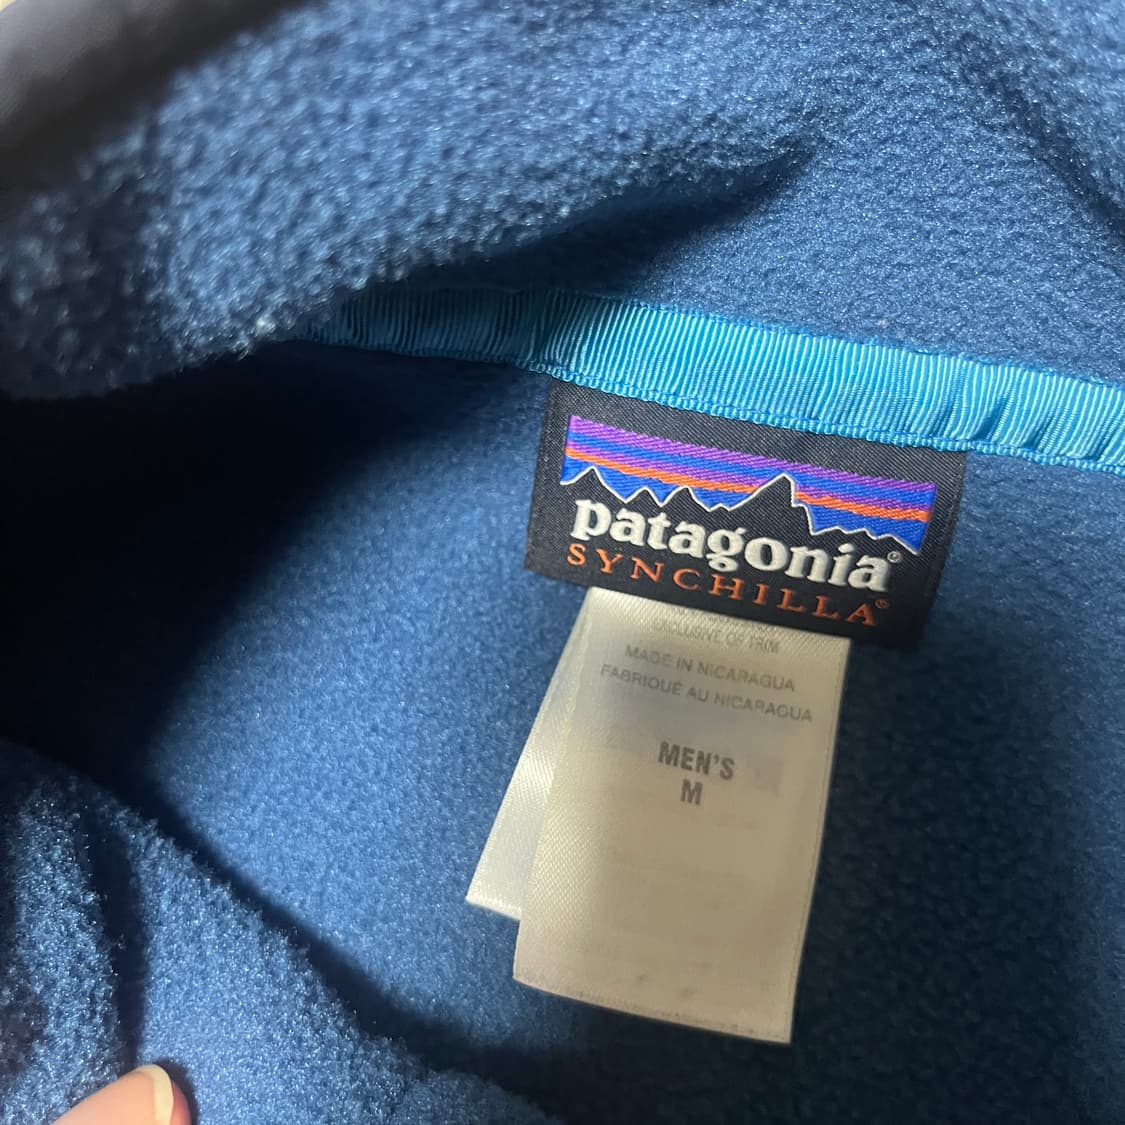 patagonia®
SYNCHILLA®
EXCLUSIVE OF TRIM
MADE IN NICARAGUA
FABRIQUÉ AU NICARAGUA
MEN'S
M